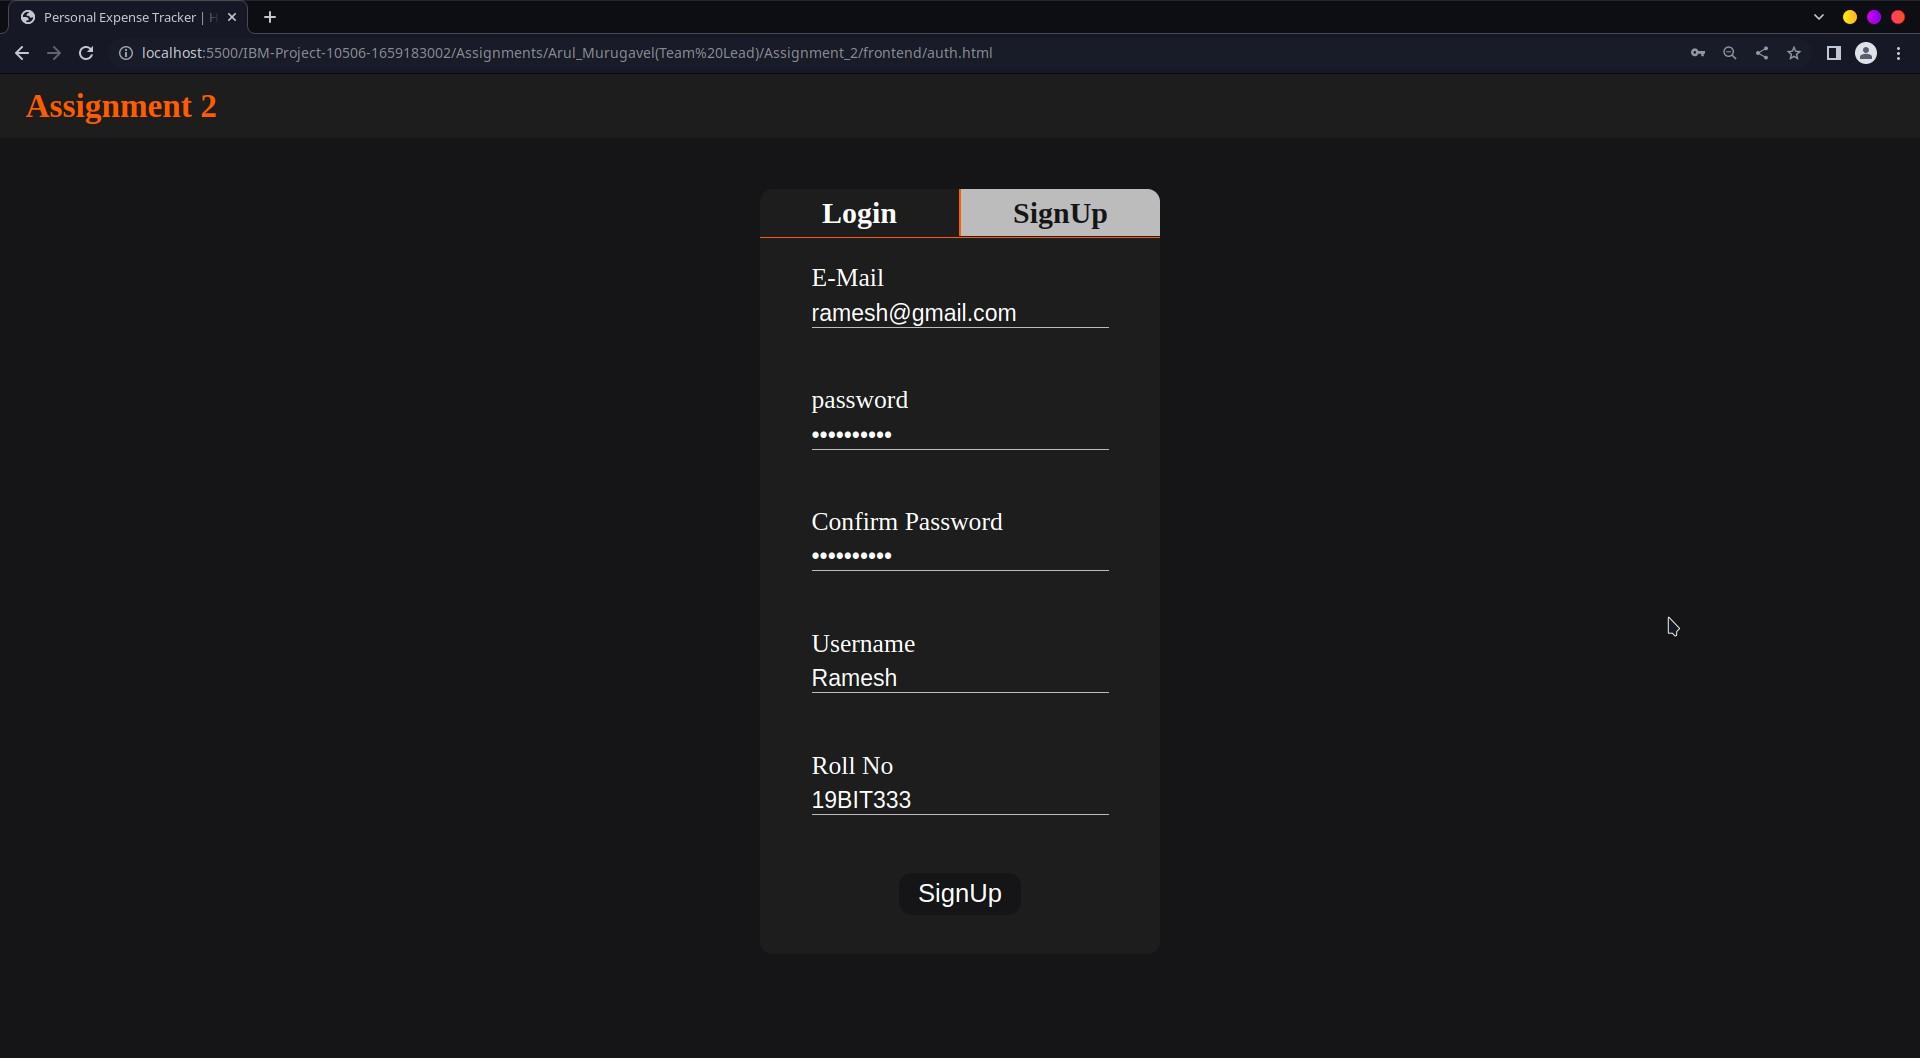 Personal Expense Tracker | H
localhost:5500/IBM-Project-10506-1659183002/Assignments/Arul_Murugavel(Team%20Lead)/Assignment_2/frontend/auth.html
Assignment 2
Login
SignUp
E-Mail
ramesh@gmail.com
password
••••••••••
Confirm Password
••••••••••
Username
Ramesh
Roll No
19BIT333
SignUp